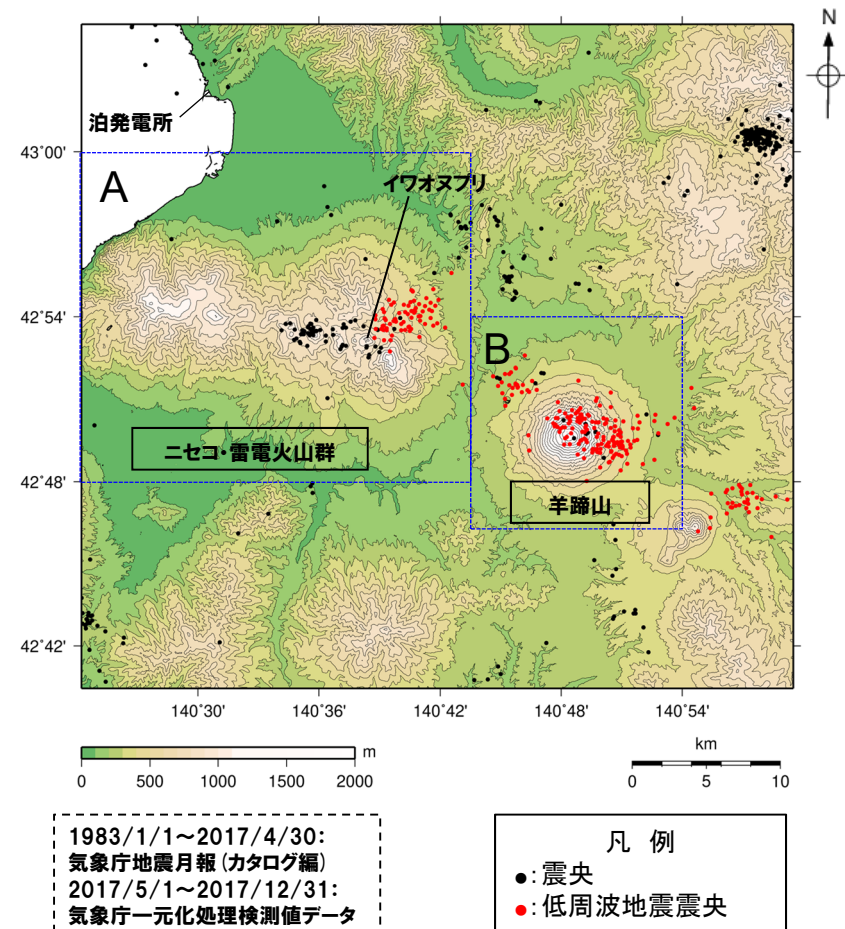 N
泊発電所
43°00'
A
イワオヌプリ
42°54'
B
ニセコ・雷電火山群
42°48'
羊蹄山
42°42'
140°30'
140°36'
140°42'
140°48'
140°54'
m
0 500 1000 1500 2000
km
0 5 10
1983/1/1~2017/4/30:
気象庁地震月報(カタログ編)
2017/5/1~2017/12/31:
気象庁一元化処理検測値データ
凡 例
●:震央
●:低周波地震震央